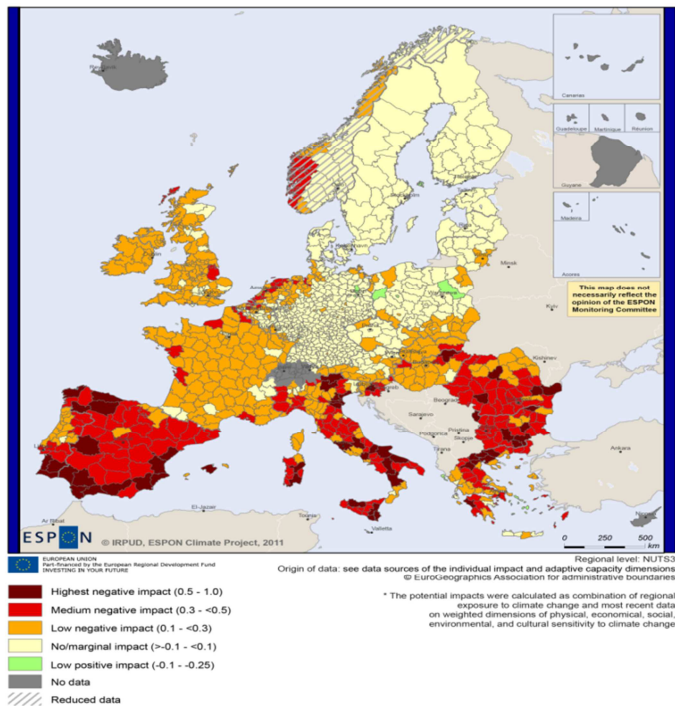 Canarias
Guadeloupe Martinique Réunion
Guyane
Madeira
Acores
This map does not
necessarily reflect the
opinion of the ESPON
Monitoring Committee
Minsk
Kyiv
Kishinev
Beograd
Sarajevo
Podgorica
Pristina
Skopje
Tirana
Ankara
Ar Ribat
El-Jazair
Tunis
Valletta
ESPON
© IRPUD, ESPON Climate Project, 2011
0 250 500
km
EUROPEAN UNION
Part-financed by the European Regional Development Fund
INVESTING IN YOUR FUTURE
Regional level: NUTS3
Origin of data: see data sources of the individual impact and adaptive capacity dimensions
© EuroGeographics Association for administrative boundaries
Highest negative impact (0.5 - 1.0)
Medium negative impact (0.3 - <0.5)
Low negative impact (0.1 - <0.3)
No/marginal impact (>-0.1 - <0.1)
Low positive impact (-0.1 - -0.25)
No data
Reduced data
* The potential impacts were calculated as combination of regional
exposure to climate change and most recent data
on weighted dimensions of physical, economical, social,
environmental, and cultural sensitivity to climate change